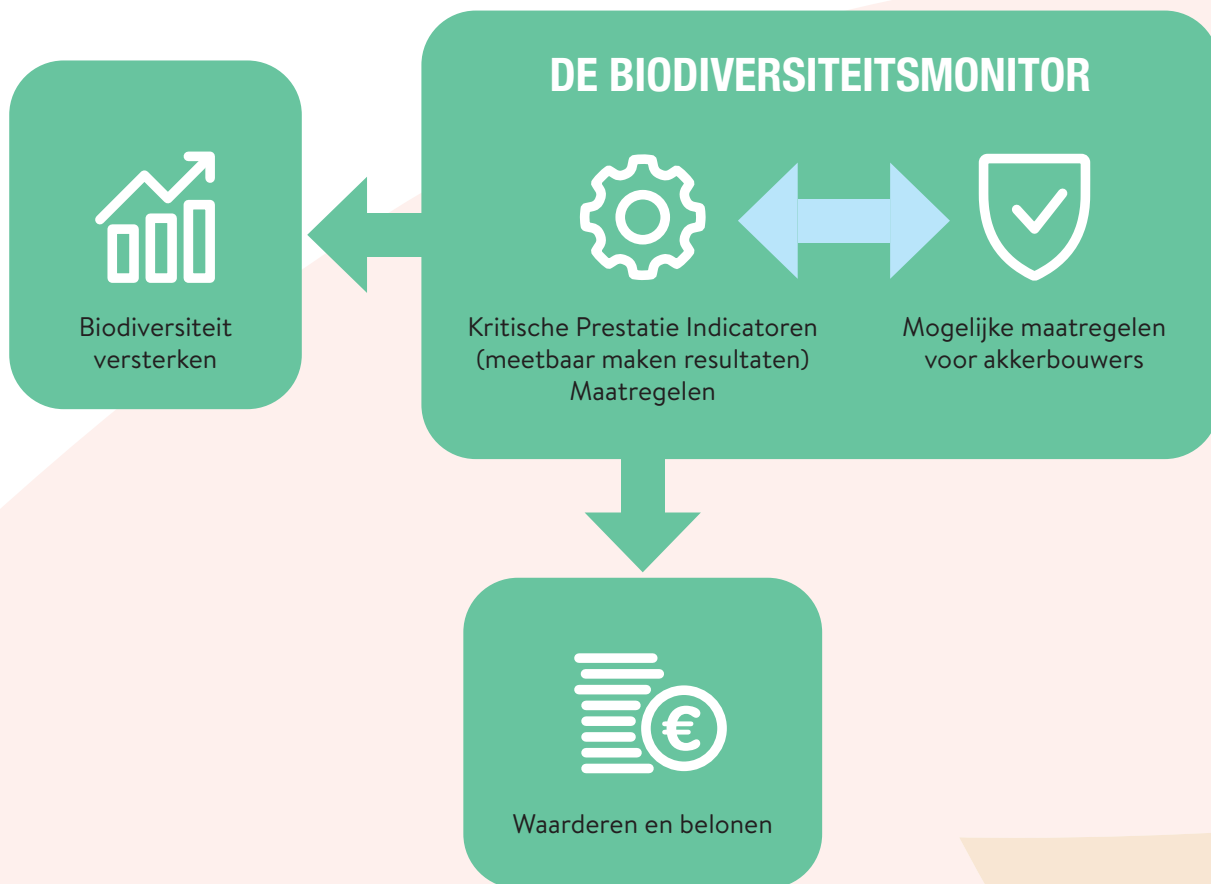 DE BIODIVERSITEITSMONITOR
Biodiversiteit
versterken
Kritische Prestatie Indicatoren
(meetbaar maken resultaten)
Maatregelen
Mogelijke maatregelen
voor akkerbouwers
€
Waarderen en belonen